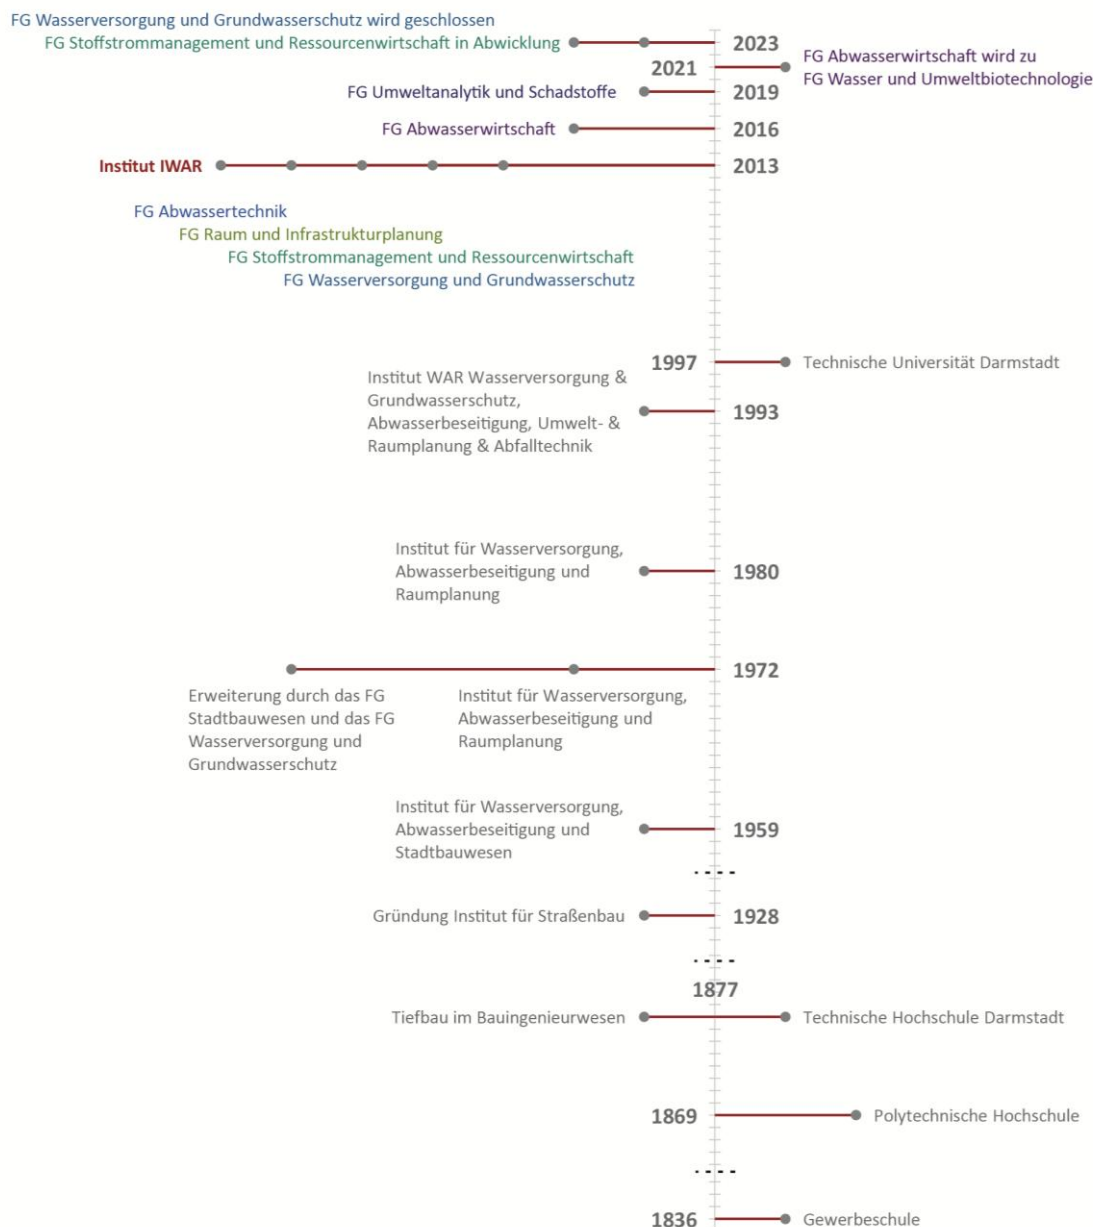 FG Wasserversorgung und Grundwasserschutz wird geschlossen
FG Stoffstrommanagement und Ressourcenwirtschaft in Abwicklung
2023
2021
FG Abwasserwirtschaft wird zu
FG Wasser und Umweltbiotechnologie
FG Umweltanalytik und Schadstoffe
2019
FG Abwasserwirtschaft
2016
Institut IWAR
2013
FG Abwassertechnik
FG Raum und Infrastrukturplanung
FG Stoffstrommanagement und Ressourcenwirtschaft
FG Wasserversorgung und Grundwasserschutz
1997
Technische Universität Darmstadt
Institut WAR Wasserversorgung &
Grundwasserschutz,
Abwasserbeseitigung, Umwelt- &
Raumplanung & Abfalltechnik
1993
Institut für Wasserversorgung,
Abwasserbeseitigung und
Raumplanung
1980
1972
Erweiterung durch das FG
Stadtbauwesen und das FG
Wasserversorgung und
Grundwasserschutz
Institut für Wasserversorgung,
Abwasserbeseitigung und
Raumplanung
Institut für Wasserversorgung,
Abwasserbeseitigung und
Stadtbauwesen
1959
Gründung Institut für Straßenbau
1928
1877
Tiefbau im Bauingenieurwesen
Technische Hochschule Darmstadt
1869
Polytechnische Hochschule
1836
Gewerbeschule